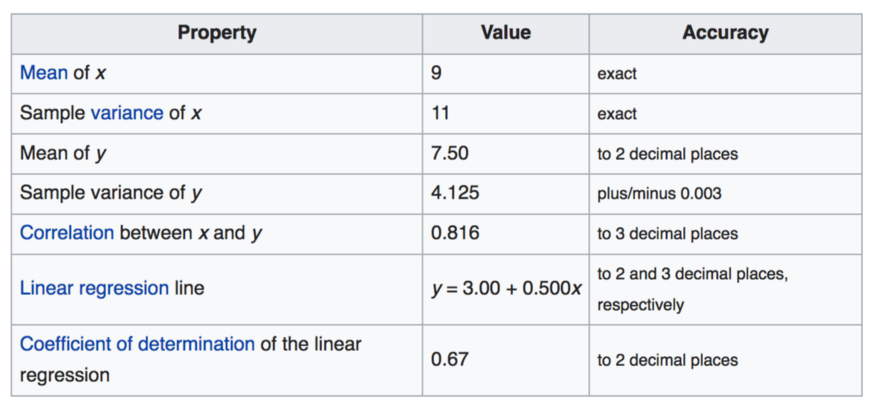 Property Value Accuracy
Mean of x 9 exact
Sample variance of x 11 exact
Mean of y 7.50 to 2 decimal places
Sample variance of y 4.125 plus/minus 0.003
Correlation between x and y 0.816 to 3 decimal places
Linear regression line y = 3.00 + 0.500x to 2 and 3 decimal places,
respectively
Coefficient of determination of the linear
regression 0.67 to 2 decimal places